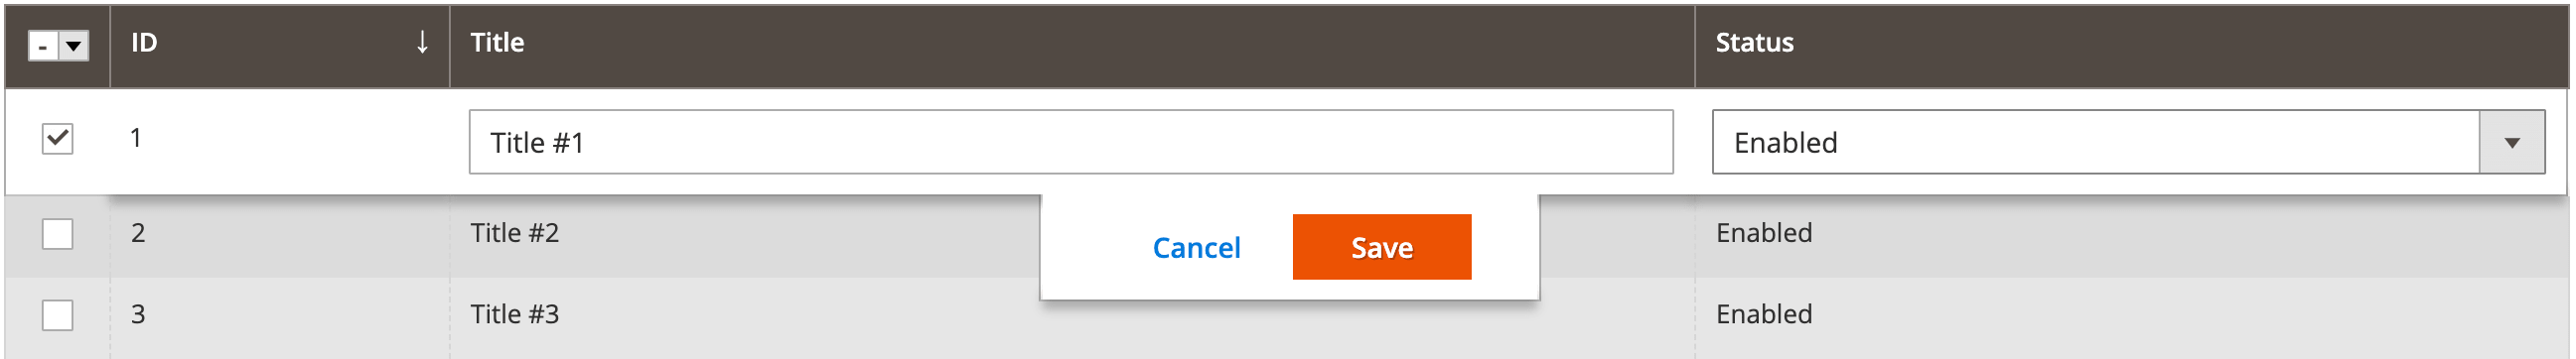 - ID ↓ Title Status
1 Title #1 Enabled
2 Title #2 Enabled
Cancel Save
3 Title #3 Enabled